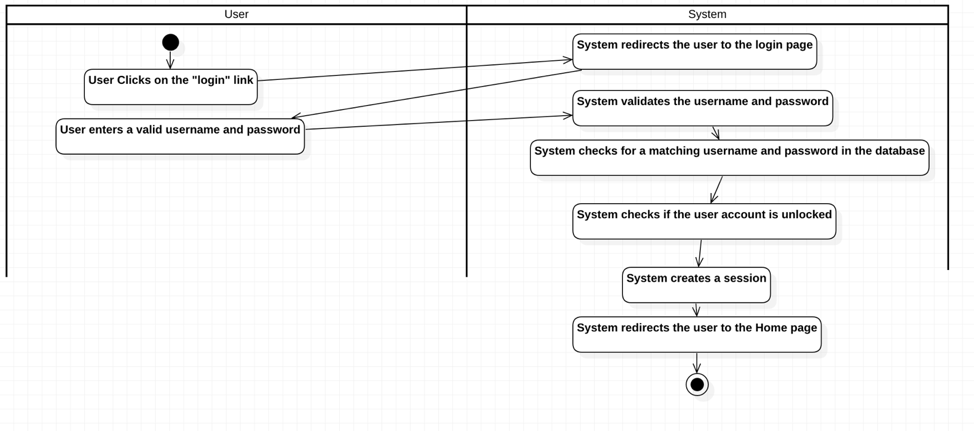 User
System
System redirects the user to the login page
User Clicks on the "login" link
System validates the username and password
User enters a valid username and password
System checks for a matching username and password in the database
System checks if the user account is unlocked
System creates a session
System redirects the user to the Home page